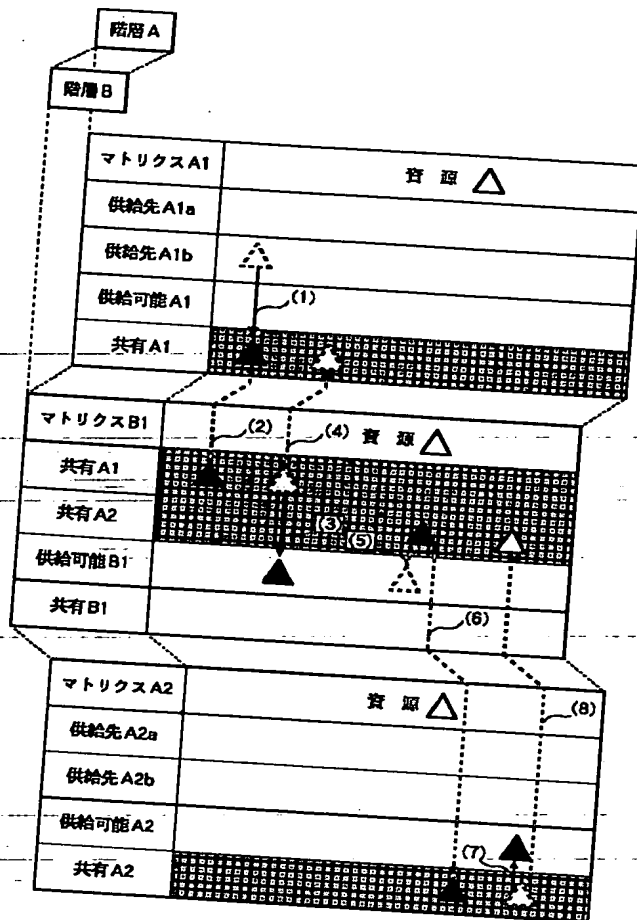 階層A
階層B
マトリクスA1
資源
供給先A1a
供給先A1b
供給可能A1
(1)
共有A1
マトリクスB1
(2)
(4)
資源
共有A1
共有A2
(3)
(5)
供給可能B1
共有B1
(6)
マトリクスA2
資源
(8)
供給先A2a
供給先A2b
供給可能A2
(7)
共有A2